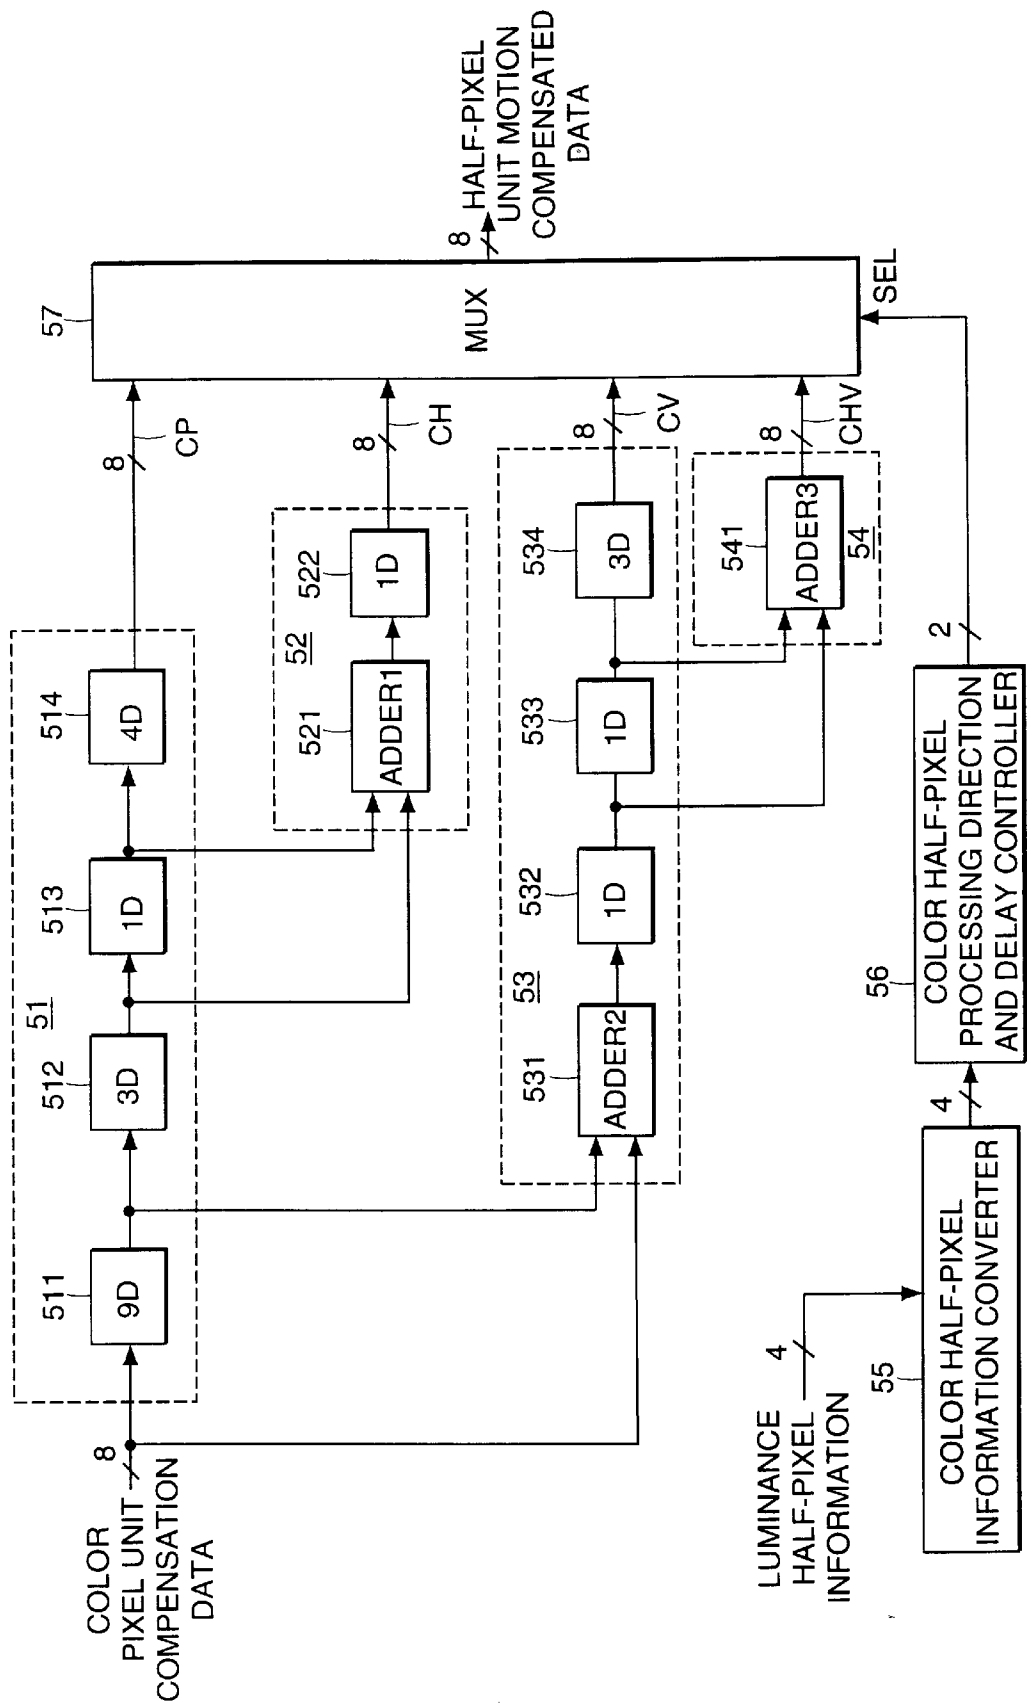 COLOR
PIXEL UNIT
COMPENSATION
DATA
8
511
9D
512
3D
51
513
1D
514
4D
8
CP
57
MUX
8
HALF-PIXEL
UNIT MOTION
COMPENSATED
DATA
521
ADDER1
52
522
1D
8
CH
531
ADDER2
53
532
1D
533
1D
534
3D
8
CV
541
ADDER3
54
8
CHV
SEL
LUMINANCE
HALF-PIXEL
INFORMATION
4
55
COLOR HALF-PIXEL
INFORMATION CONVERTER
4
56
COLOR HALF-PIXEL
PROCESSING DIRECTION
AND DELAY CONTROLLER
2